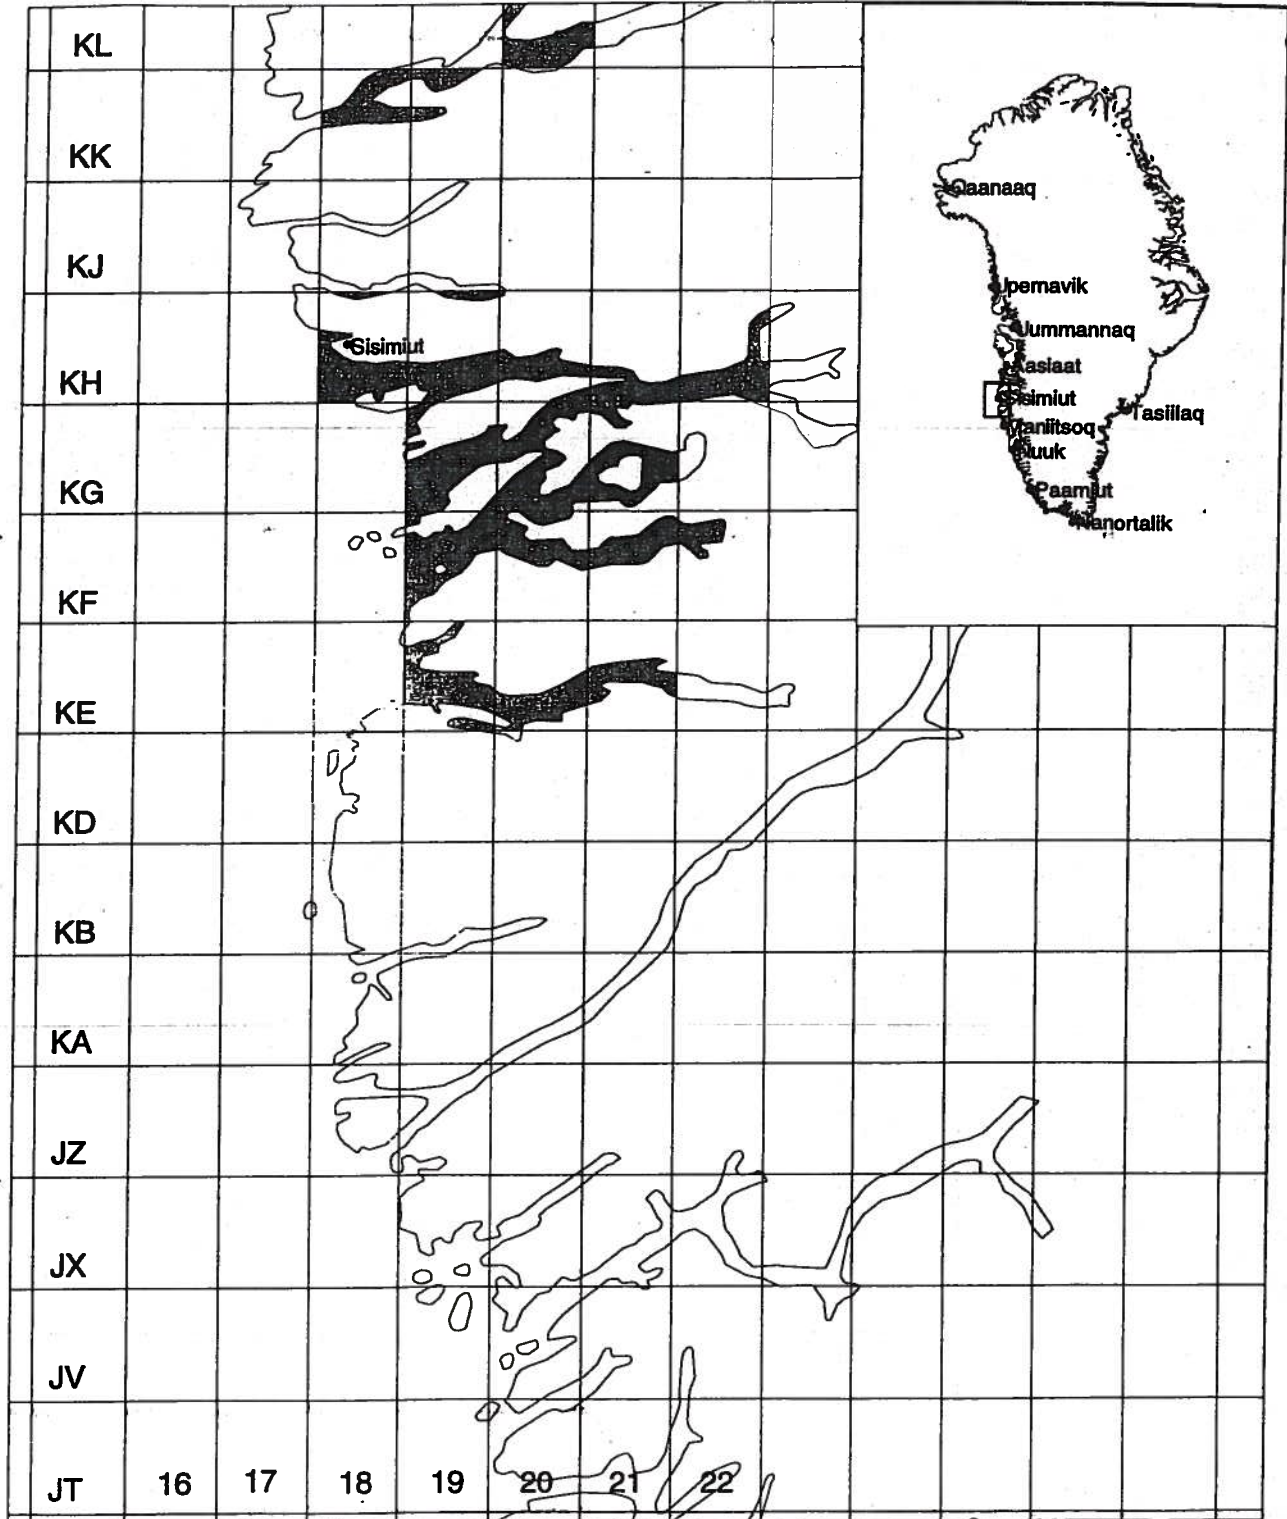 KL
KK
KJ
KH
Sisimiut
KG
KF
KE
KD
KB
KA
JZ
JX
JV
JT 16 17 18 19 20 21 22
Qaanaaq
Upernavik
Uummannaq
Aasiaat
Sisimiut
Tasiilaq
Maniitsoq
Nuuk
Paamiut
Nanortalik